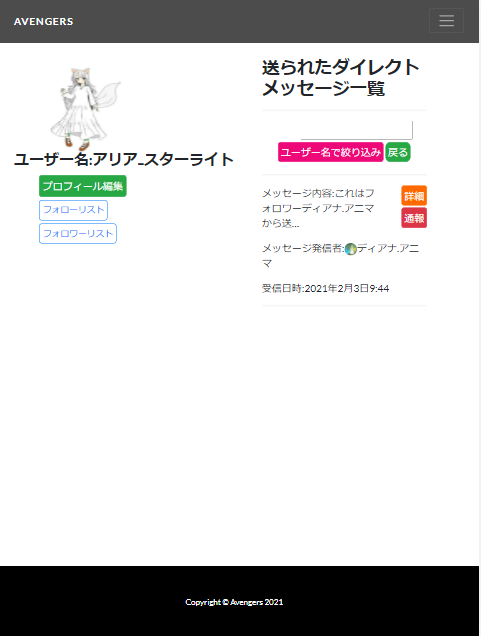 AVENGERS
ユーザー名:アリア_スターライト
プロフィール編集
フォローリスト
フォロワーリスト
送られたダイレクト
メッセージ一覧
ユーザー名で絞り込み 戻る
メッセージ内容:これはフ
ォロワーディアナ.アニマ
から送...
詳細
通報
メッセージ発信者:ディアナ.アニ
マ
受信日時:2021年2月3日9:44
Copyright © Avengers 2021